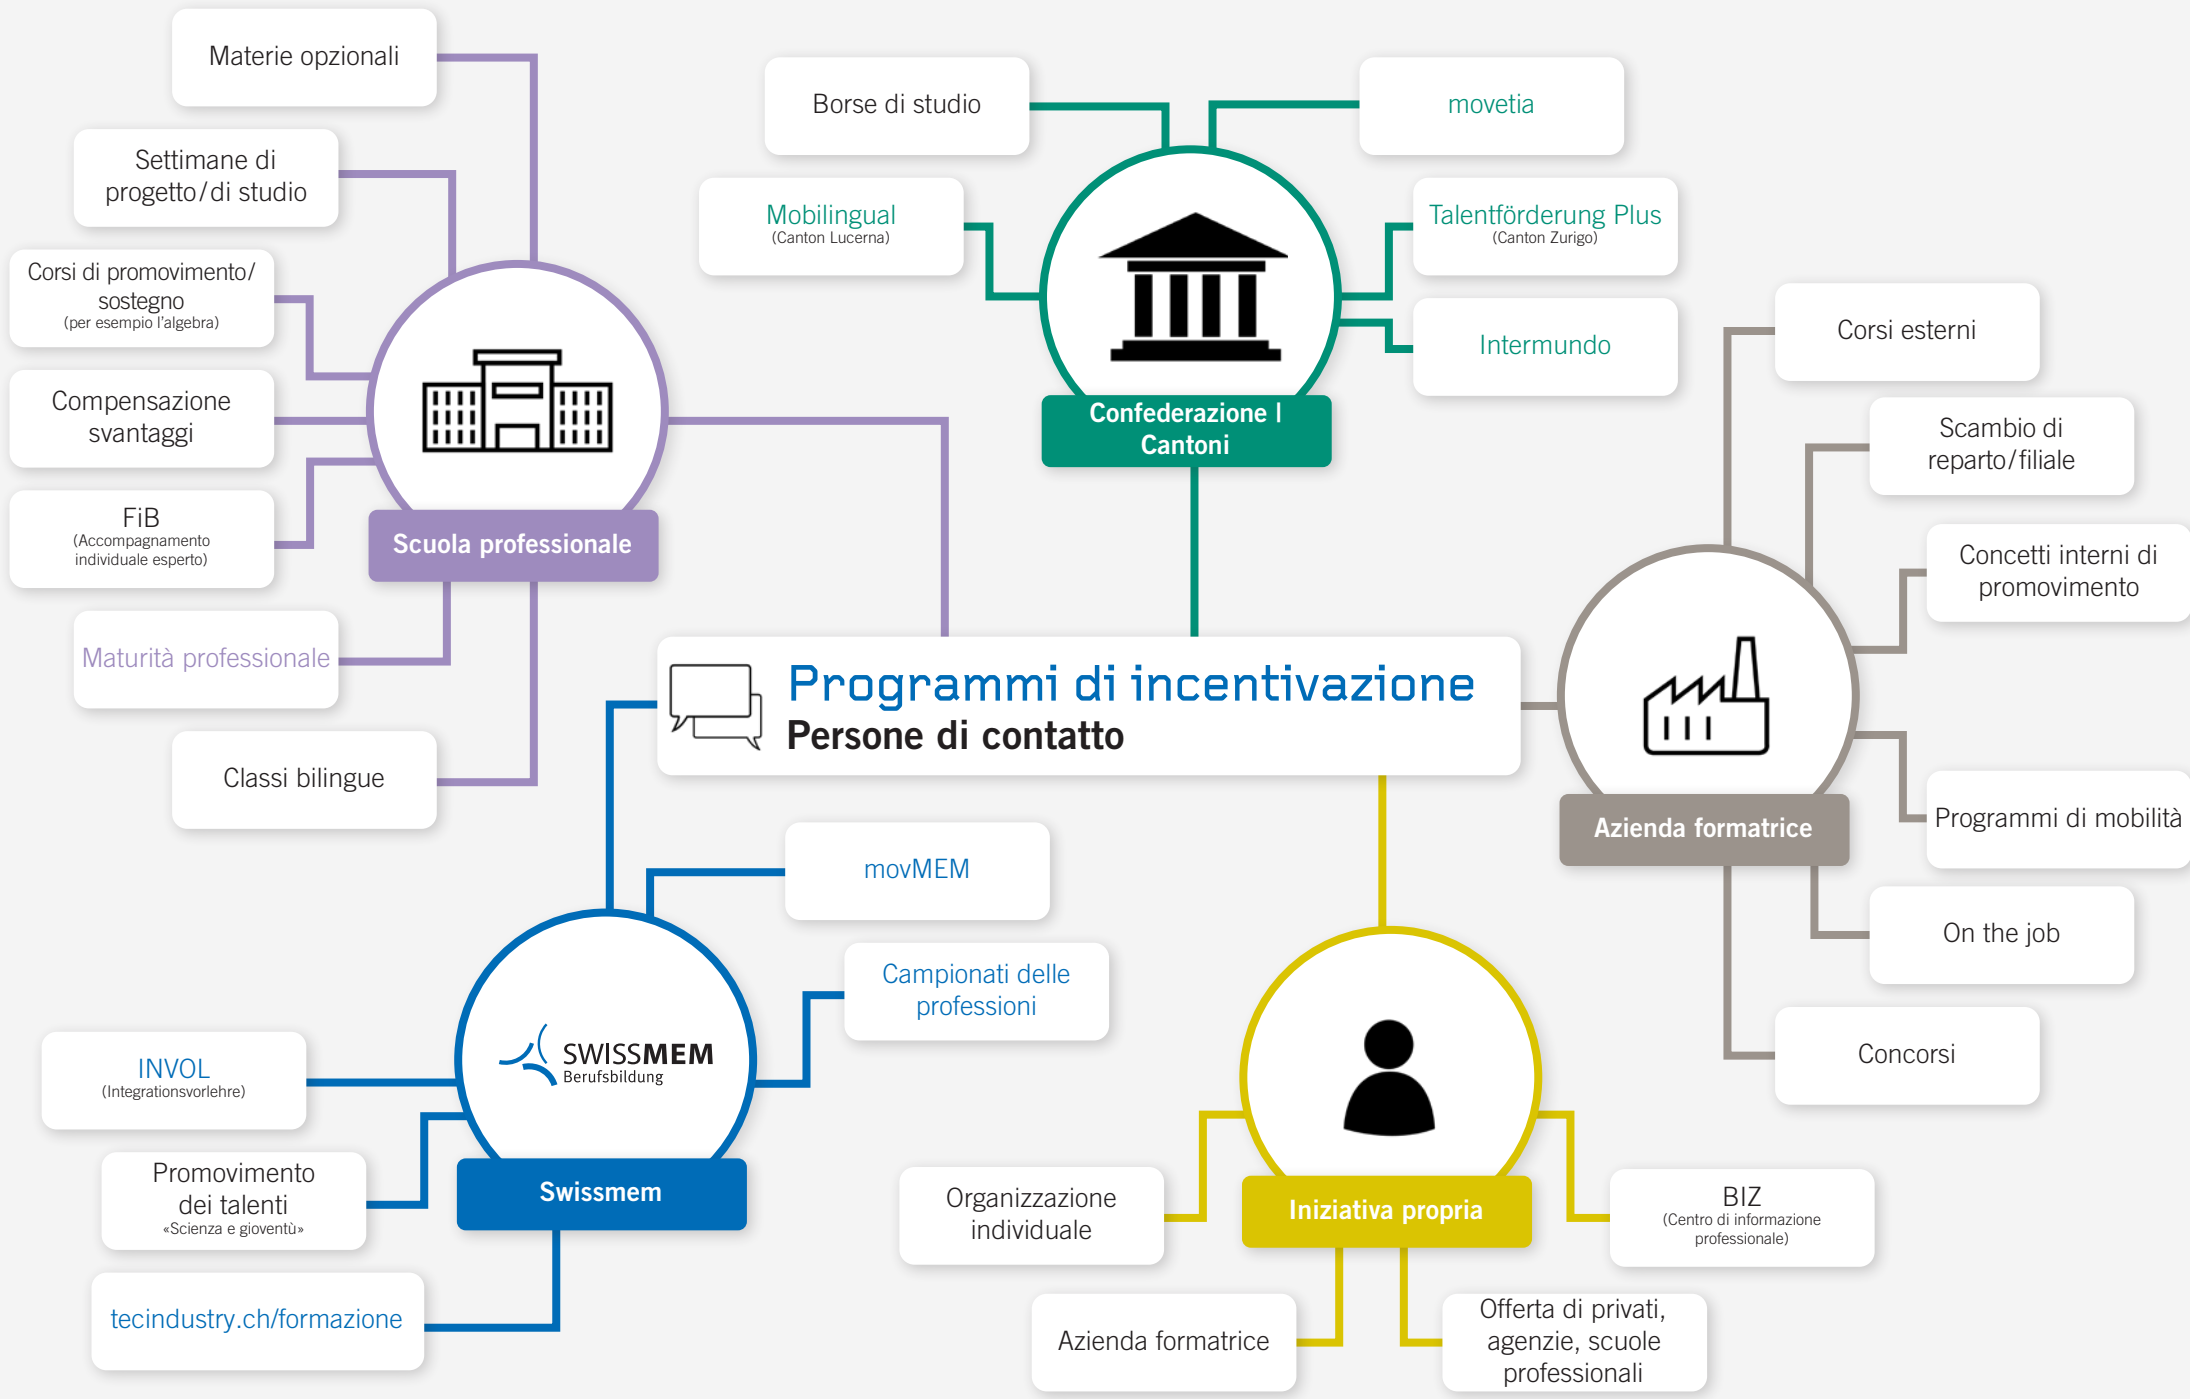 Materie opzionali
Settimane di
progetto/di studio
Corsi di promovimento/
sostegno
(per esempio l'algebra)
Compensazione
svantaggi
FiB
(Accompagnamento
individuale esperto)
Maturità professionale
Classi bilingue
Scuola professionale
Borse di studio
movetia
Mobilingual
(Canton Lucerna)
Talentförderung Plus
(Canton Zurigo)
Intermundo
Confederazione |
Cantoni
Corsi esterni
Scambio di
reparto/filiale
Concetti interni di
promovimento
Programmi di mobilità
On the job
Concorsi
Azienda formatrice
Programmi di incentivazione
Persone di contatto
movMEM
Campionati delle
professioni
SWISSMEM
Berufsbildung
INVOL
(Integrationsvorlehre)
Promovimento
dei talenti
«Scienza e gioventù»
tecindustry.ch/formazione
Swissmem
Iniziativa propria
Organizzazione
individuale
BIZ
(Centro di informazione
professionale)
Azienda formatrice
Offerta di privati,
agenzie, scuole
professionali